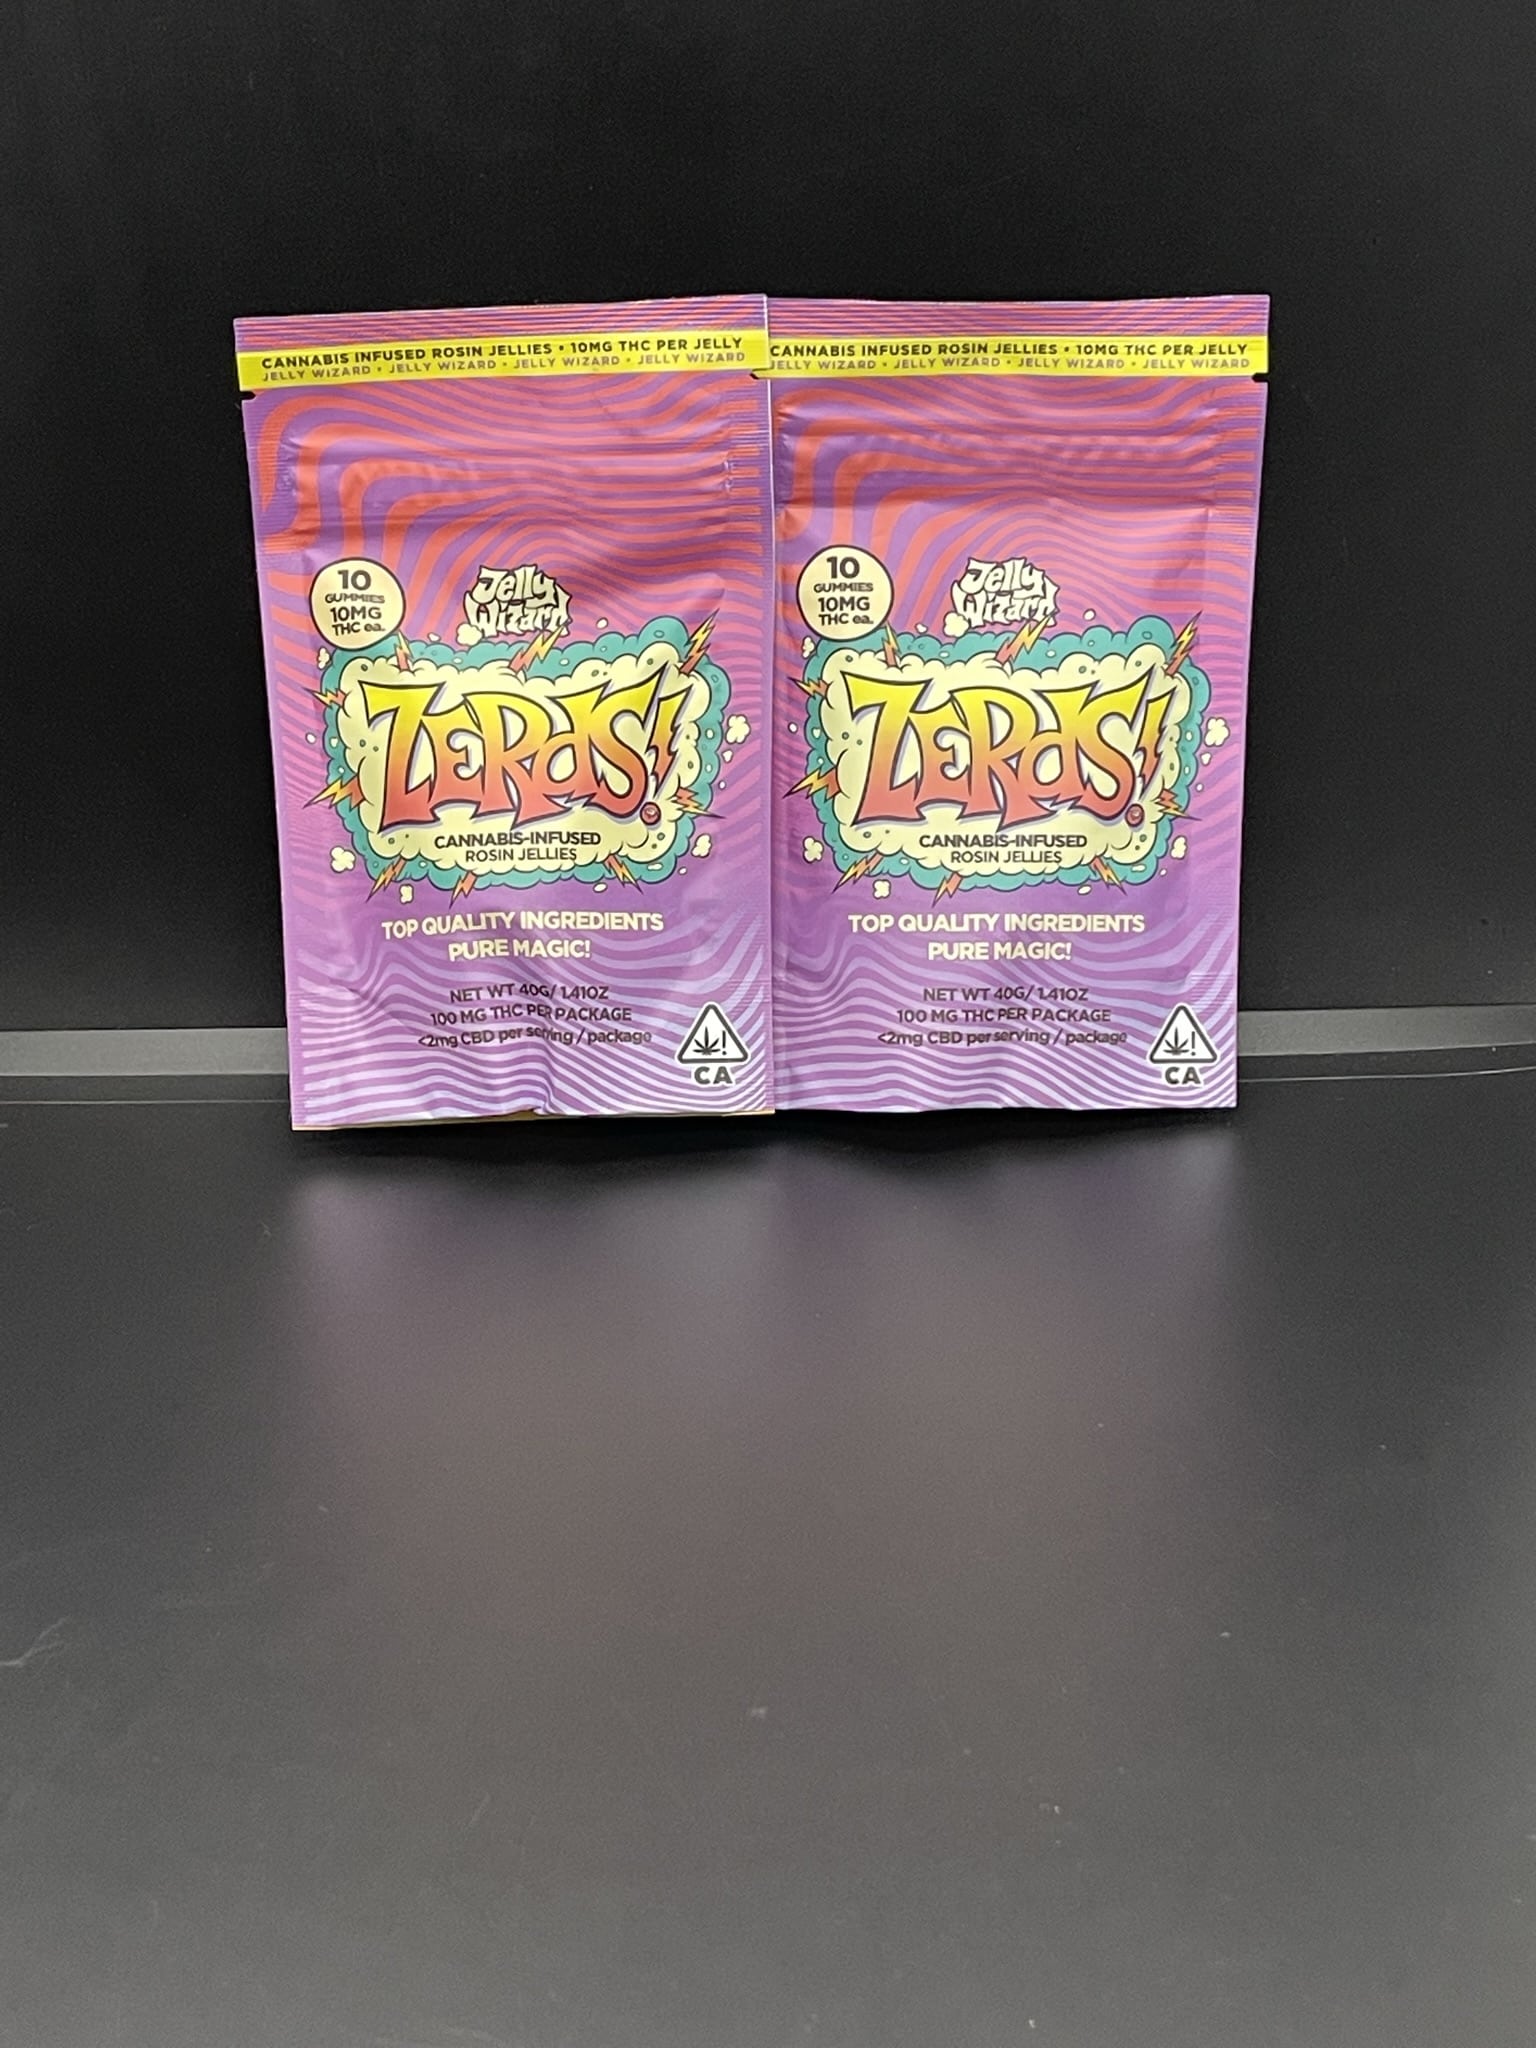 CANNABIS INFUSED ROSIN JELLIES • 10MG THC PER JELLY
JELLY WIZARD • JELLY WIZARD • JELLY WIZARD • JELLY WIZARD
10
GUMMIES
10MG
THC ea.
Jelly
Wizard
ZERdS!
CANNABIS-INFUSED
ROSIN JELLIES
TOP QUALITY INGREDIENTS
PURE MAGIC!
NET WT 40G/ 1.41OZ
100 MG THC PER PACKAGE
<2mg CBD per serving / package
!
CA
CANNABIS INFUSED ROSIN JELLIES • 10MG THC PER JELLY
JELLY WIZARD • JELLY WIZARD • JELLY WIZARD • JELLY WIZARD
10
GUMMIES
10MG
THC ea.
Jelly
Wizard
ZERdS!
CANNABIS-INFUSED
ROSIN JELLIES
TOP QUALITY INGREDIENTS
PURE MAGIC!
NET WT 40G/ 1.41OZ
100 MG THC PER PACKAGE
<2mg CBD per serving / package
!
CA